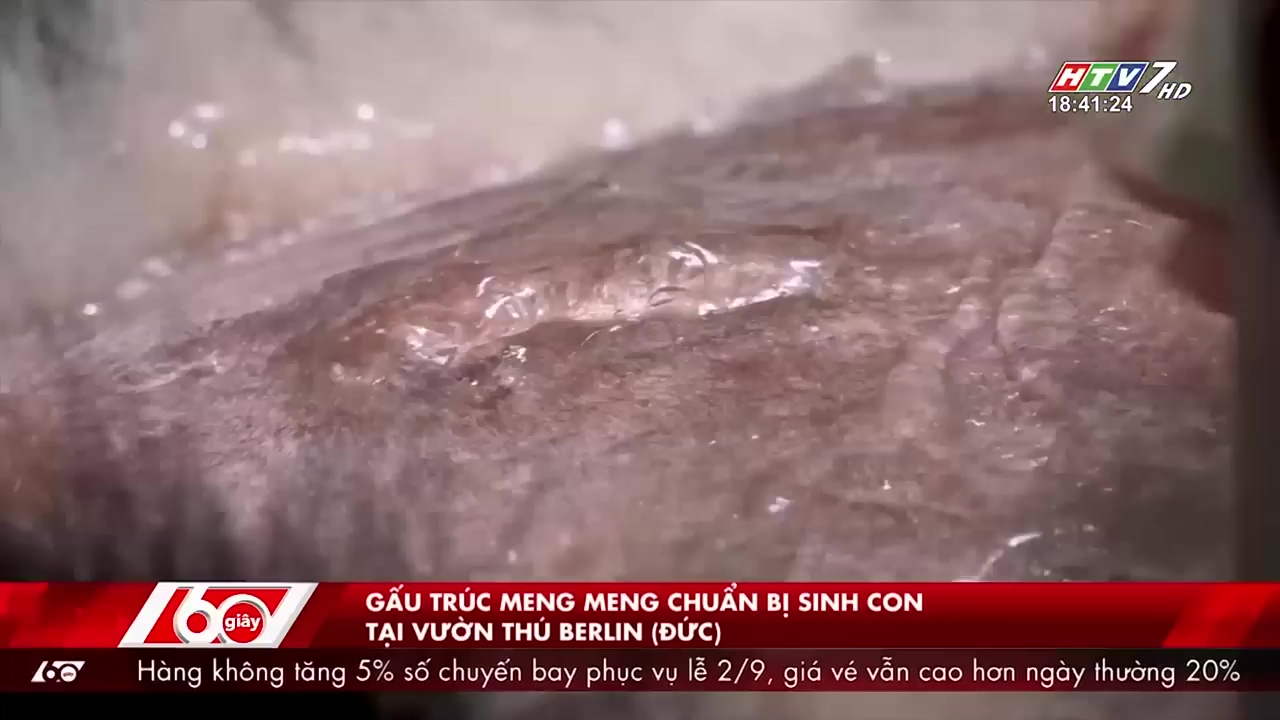 HTV7 HD
18:41:24
60 giây
GẤU TRÚC MENG MENG CHUẨN BỊ SINH CON
TẠI VƯỜN THÚ BERLIN (ĐỨC)
60 Hàng không tăng 5% số chuyến bay phục vụ lễ 2/9, giá vé vẫn cao hơn ngày thường 20%